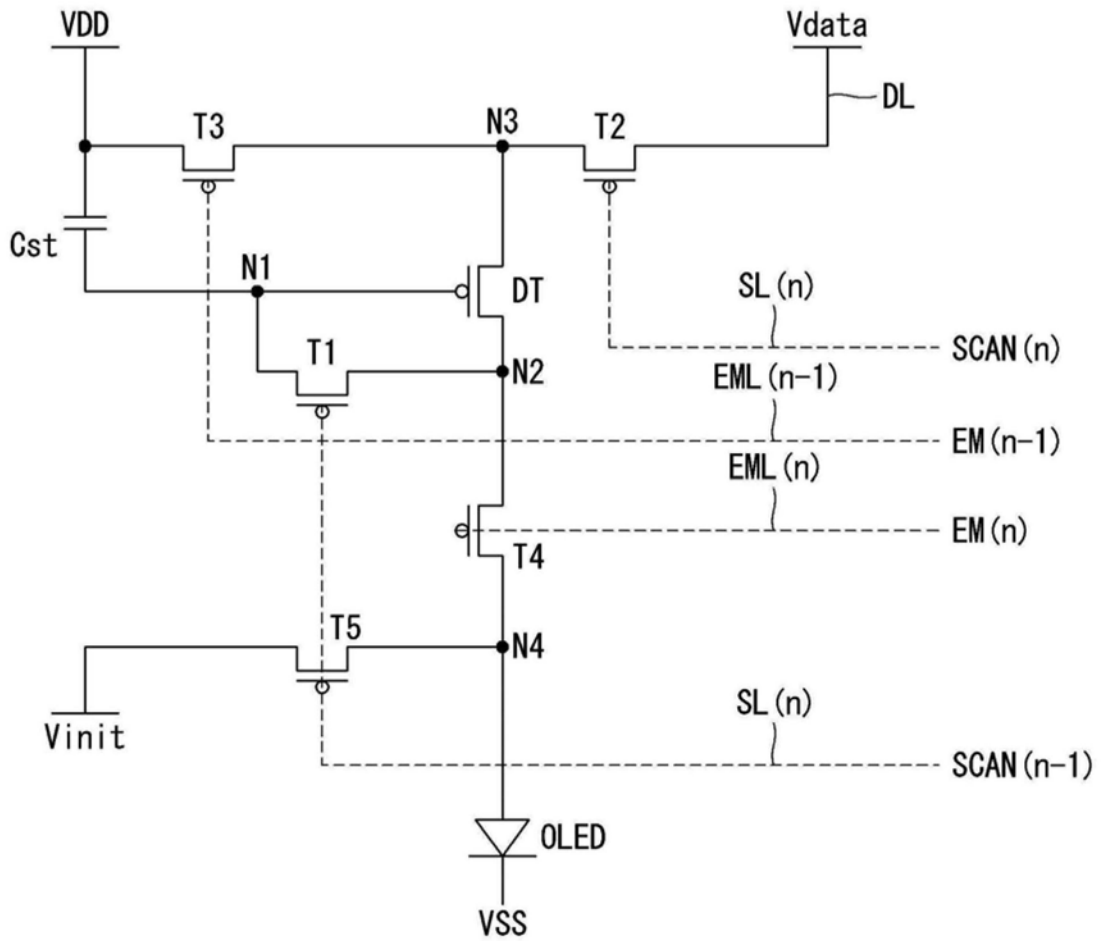 VDD
Vdata
DL
T3
N3
T2
Cst
N1
DT
SL(n)
T1
N2
SCAN(n)
EML(n-1)
EM(n-1)
EML(n)
EM(n)
T4
T5
N4
Vinit
SL(n)
SCAN(n-1)
OLED
VSS